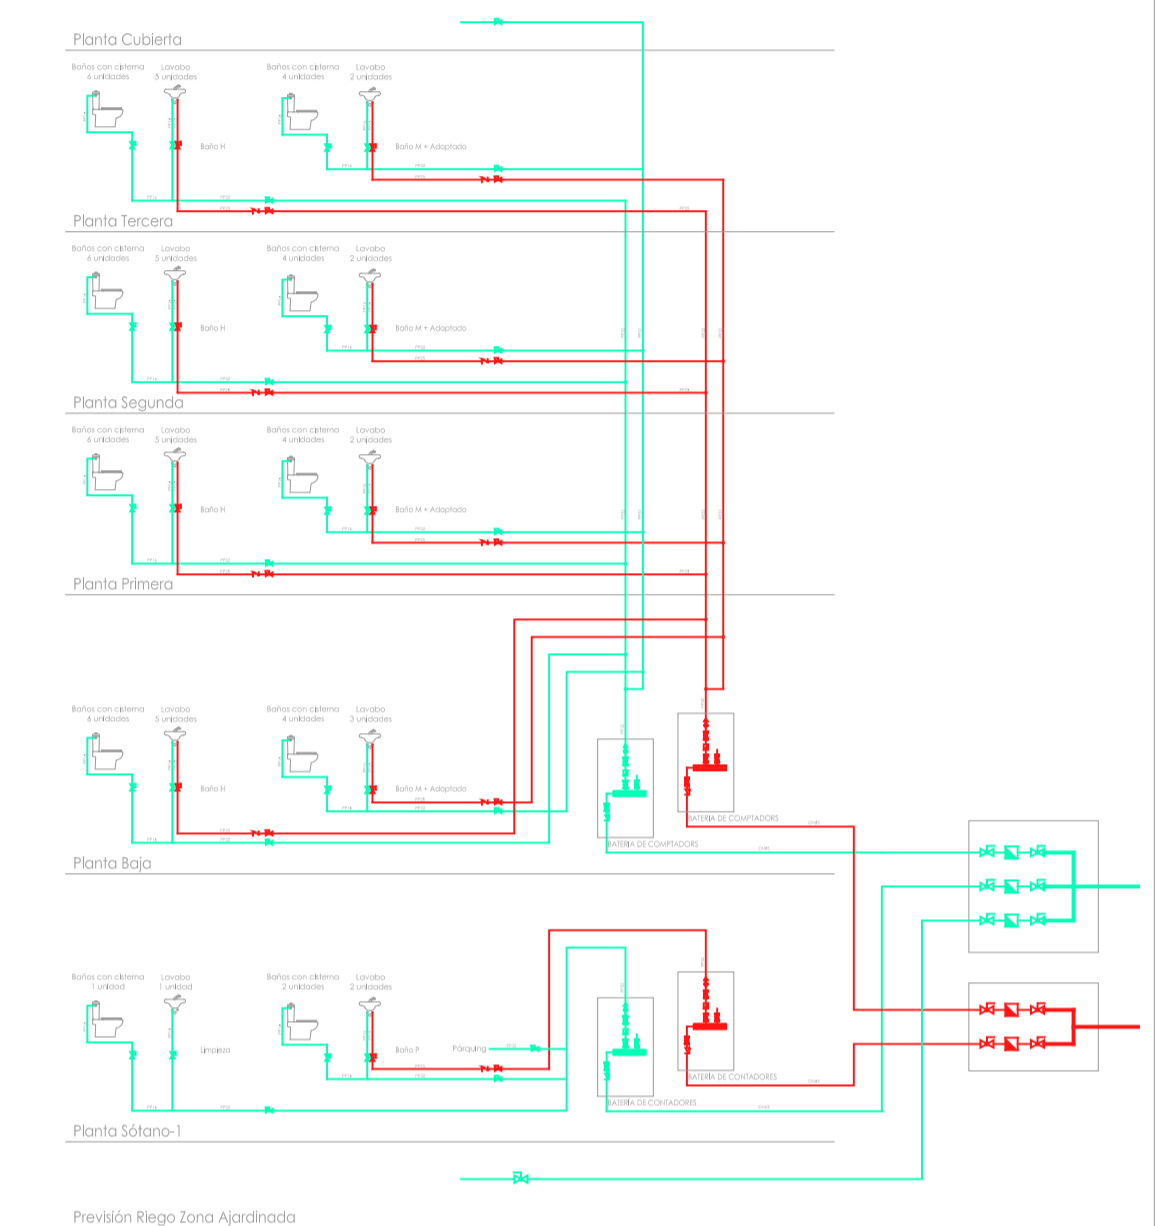 Planta Cubierta
Baños con cisterna
6 unidades
Lavabo
5 unidades
Baños con cisterna
4 unidades
Lavabo
2 unidades
Baño H
Baño M + Adaptado
Planta Tercera
Baños con cisterna
6 unidades
Lavabo
5 unidades
Baños con cisterna
4 unidades
Lavabo
2 unidades
Baño H
Baño M + Adaptado
Planta Segunda
Baños con cisterna
6 unidades
Lavabo
5 unidades
Baños con cisterna
4 unidades
Lavabo
2 unidades
Baño H
Baño M + Adaptado
Planta Primera
Baños con cisterna
6 unidades
Lavabo
5 unidades
Baños con cisterna
4 unidades
Lavabo
3 unidades
Baño H
Baño M + Adaptado
BATERIA DE COMPTADORS
BATERIA DE COMPTADORS
Planta Baja
Baños con cisterna
1 unidad
Lavabo
1 unidad
Baños con cisterna
2 unidades
Lavabo
2 unidades
Limpieza
Baño P
Párquing
BATERÍA DE CONTADORES
BATERÍA DE CONTADORES
Planta Sótano-1
Previsión Riego Zona Ajardinada